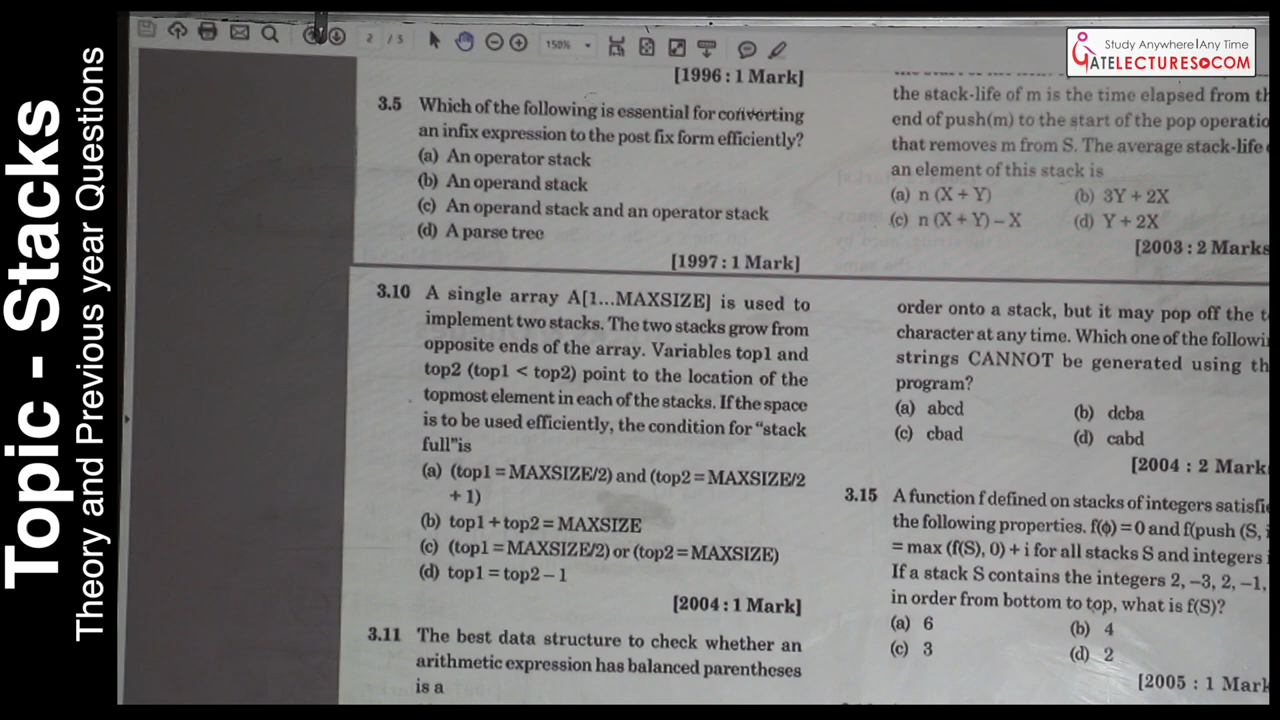 Topic - Stacks
Theory and Previous year Questions
2 / 5
150%
Study Anywhere | Any Time
GATELECTURES.COM
[1996 : 1 Mark]
3.5 Which of the following is essential for converting
an infix expression to the post fix form efficiently?
(a) An operator stack
(b) An operand stack
(c) An operand stack and an operator stack
(d) A parse tree
[1997 : 1 Mark]
3.10 A single array A[1...MAXSIZE] is used to
implement two stacks. The two stacks grow from
opposite ends of the array. Variables top1 and
top2 (top1 < top2) point to the location of the
topmost element in each of the stacks. If the space
is to be used efficiently, the condition for “stack
full”is
(a) (top1 = MAXSIZE/2) and (top2 = MAXSIZE/2
+ 1)
(b) top1 + top2 = MAXSIZE
(c) (top1 = MAXSIZE/2) or (top2 = MAXSIZE)
(d) top1 = top2 – 1
[2004 : 1 Mark]
3.11 The best data structure to check whether an
arithmetic expression has balanced parentheses
is a
the stack-life of m is the time elapsed from
end of push(m) to the start of the pop
that removes m from S. The average stack-life
an element of this stack is
(a) n (X + Y) (b) 3Y + 2X
(c) n (X + Y) – X (d) Y + 2X
[2003 : 2 Marks
order onto a stack, but it may pop off the
character at any time. Which one of the
strings CANNOT be generated using
program?
(a) abcd (b) dcba
(c) cbad (d) cabd
[2004 : 2 Mark
3.15 A function f defined on stacks of integers
the following properties. f(ϕ) = 0 and f(push (S,
= max (f(S), 0) + i for all stacks S and integers
If a stack S contains the integers 2, –3, 2, –1,
in order from bottom to top, what is f(S)?
(a) 6 (b) 4
(c) 3 (d) 2
[2005 : 1 Mark